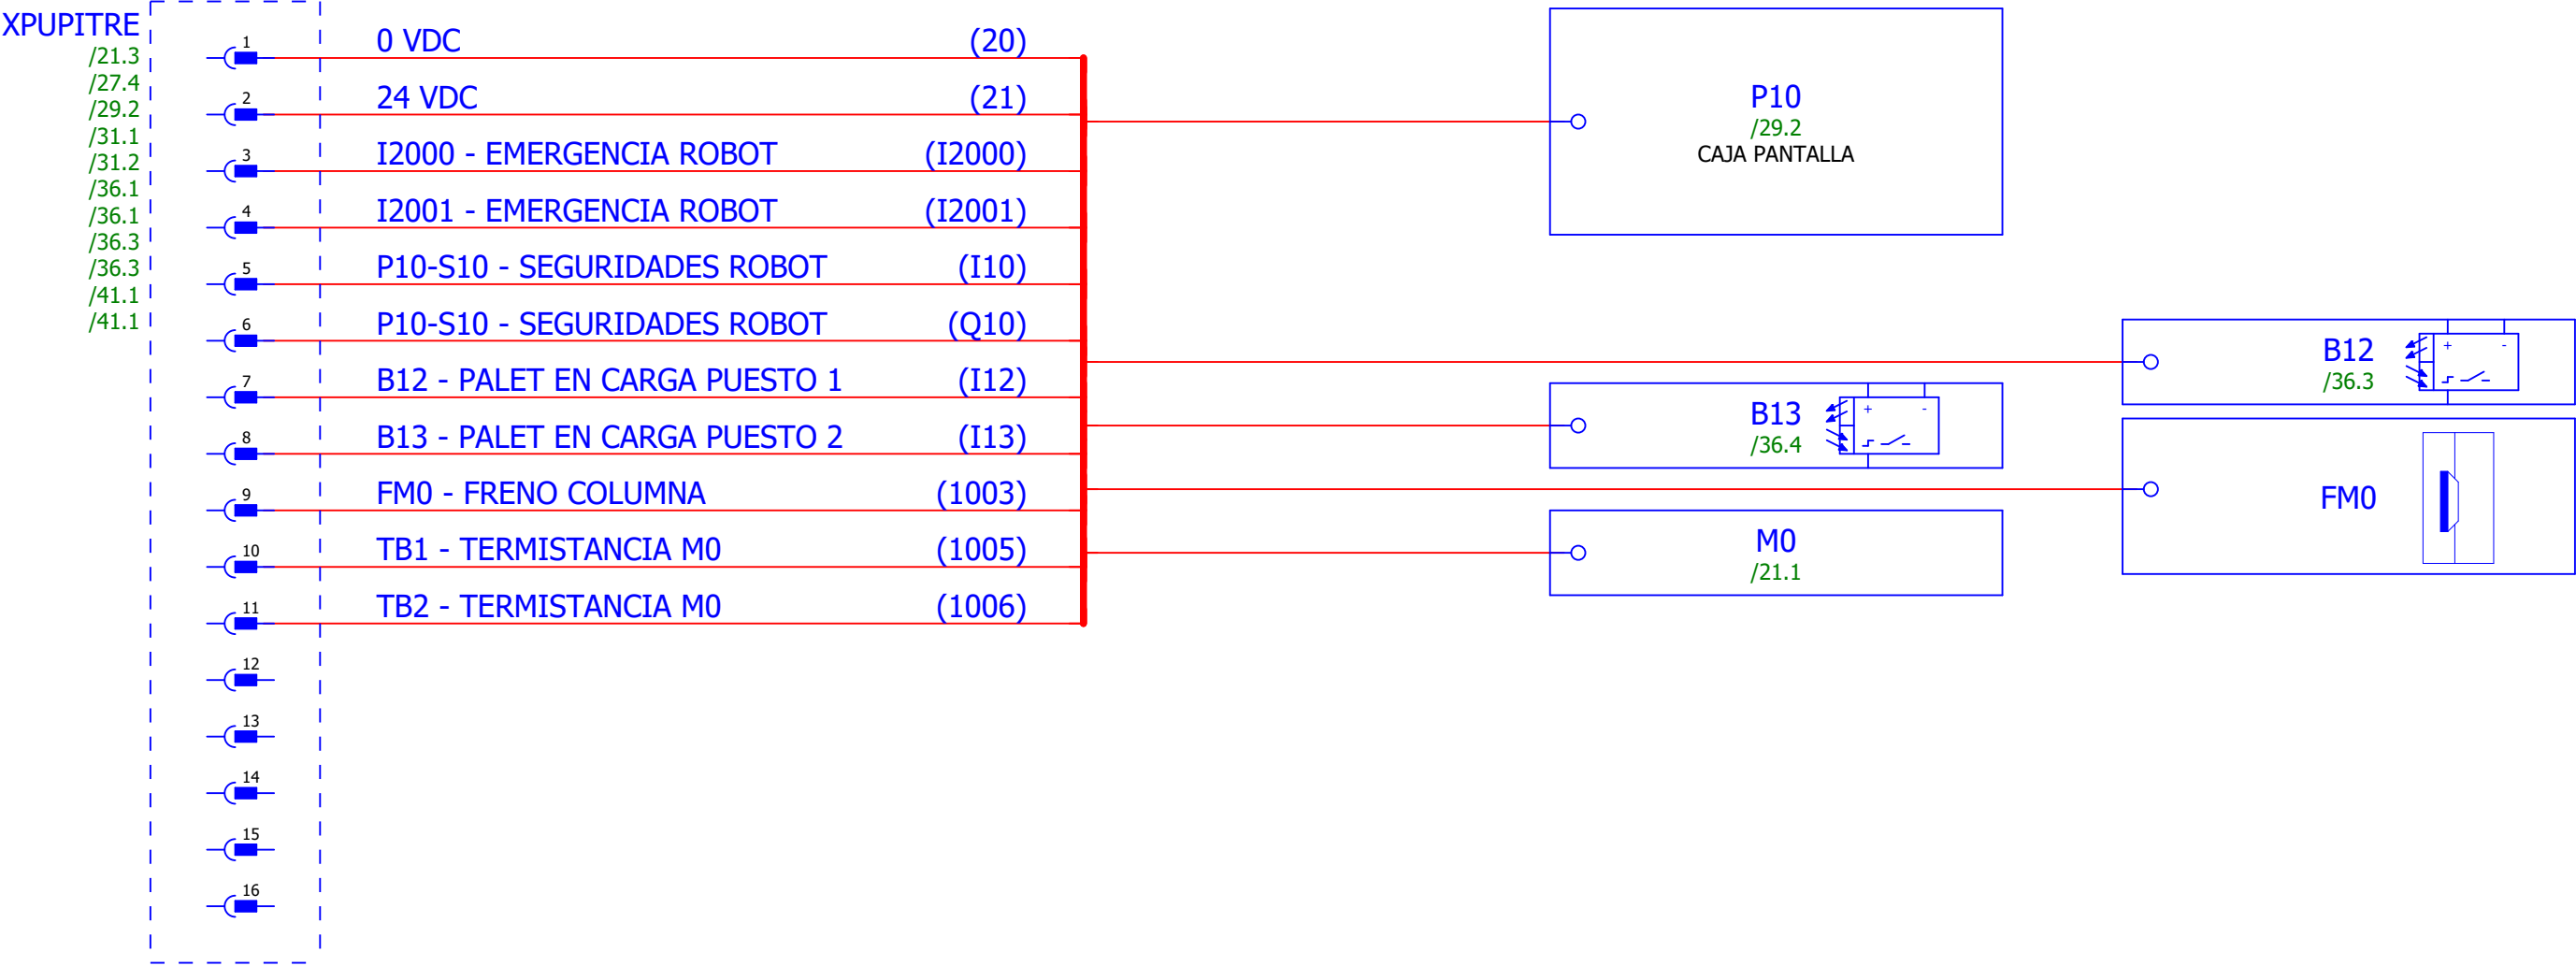 XPUPITRE
/21.3
/27.4
/29.2
/31.1
/31.2
/36.1
/36.1
/36.3
/36.3
/41.1
/41.1
1 0 VDC (20)
2 24 VDC (21)
3 I2000 - EMERGENCIA ROBOT (I2000)
4 I2001 - EMERGENCIA ROBOT (I2001)
5 P10-S10 - SEGURIDADES ROBOT (I10)
6 P10-S10 - SEGURIDADES ROBOT (Q10)
7 B12 - PALET EN CARGA PUESTO 1 (I12)
8 B13 - PALET EN CARGA PUESTO 2 (I13)
9 FM0 - FRENO COLUMNA (1003)
10 TB1 - TERMISTANCIA M0 (1005)
11 TB2 - TERMISTANCIA M0 (1006)
12
13
14
15
16
P10
/29.2
CAJA PANTALLA
B12
/36.3
+ -
B13
/36.4
+ -
FM0
M0
/21.1